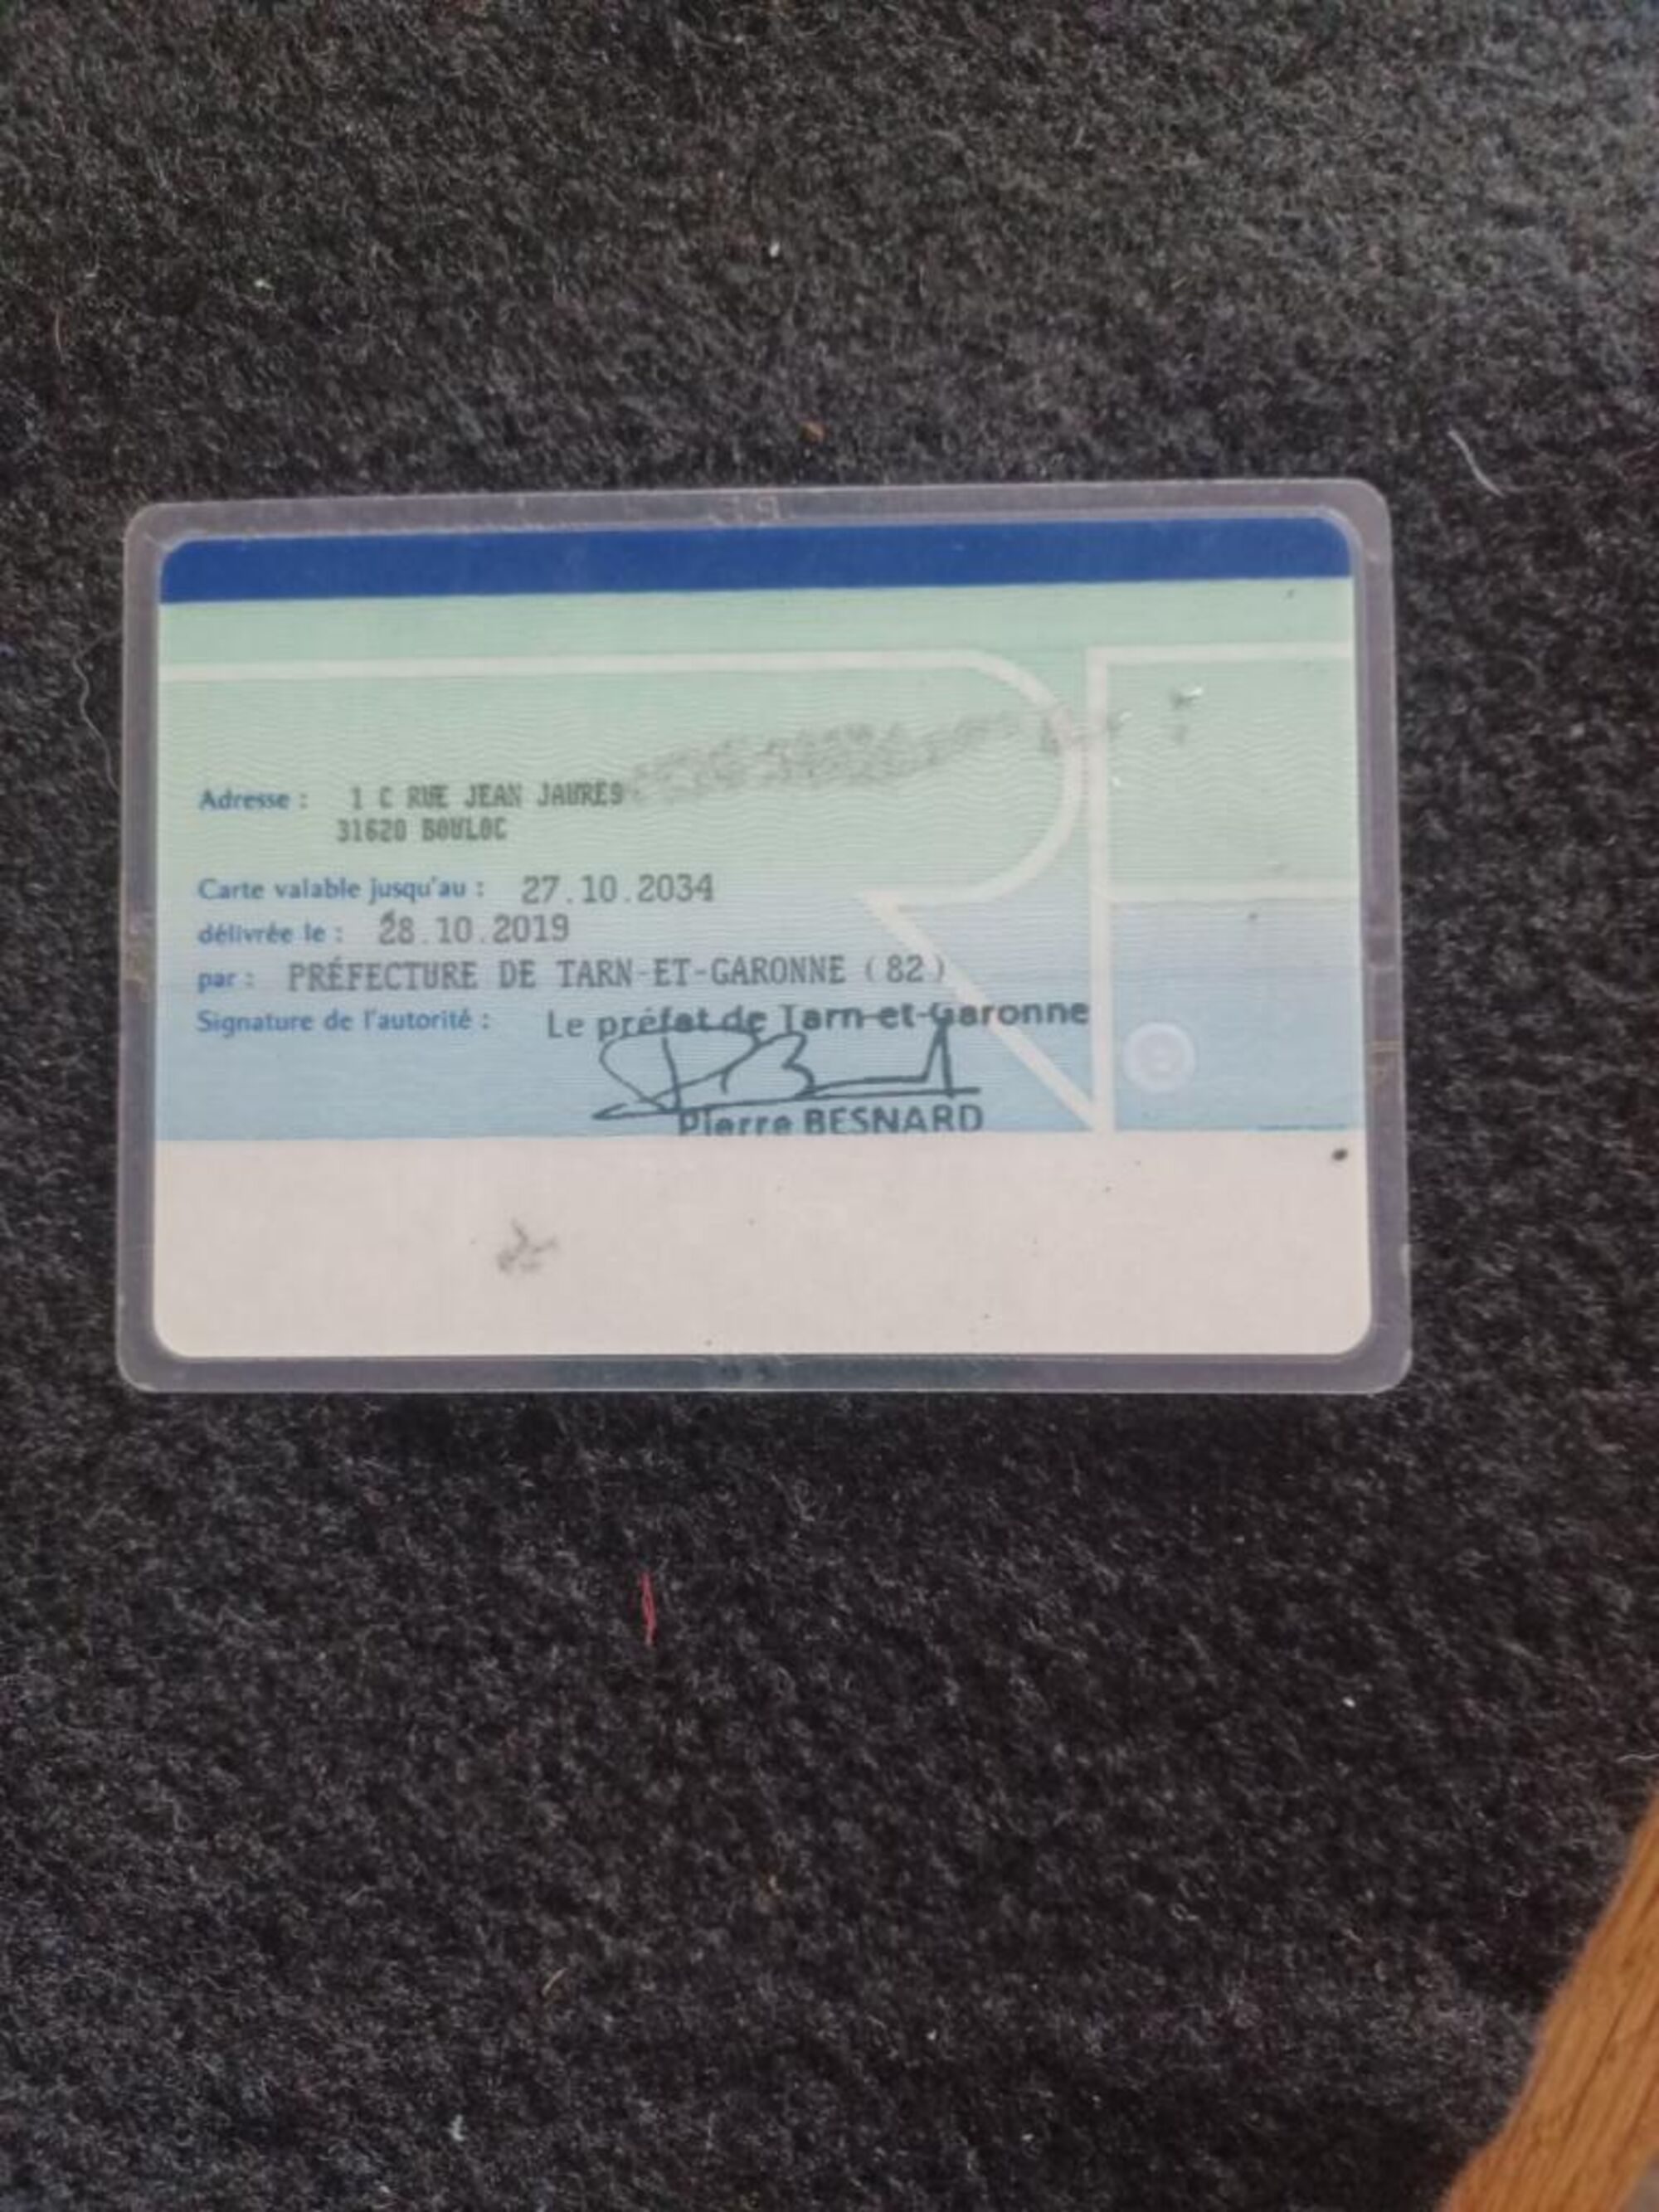 Adresse : 1 C RUE JEAN JAURES
31620 BOULOC
Carte valable jusqu'au : 27.10.2034
délivrée le : 28.10.2019
par : PRÉFECTURE DE TARN-ET-GARONNE (82)
Signature de l'autorité : Le préfet de Tarn-et-Garonne
Pierre BESNARD